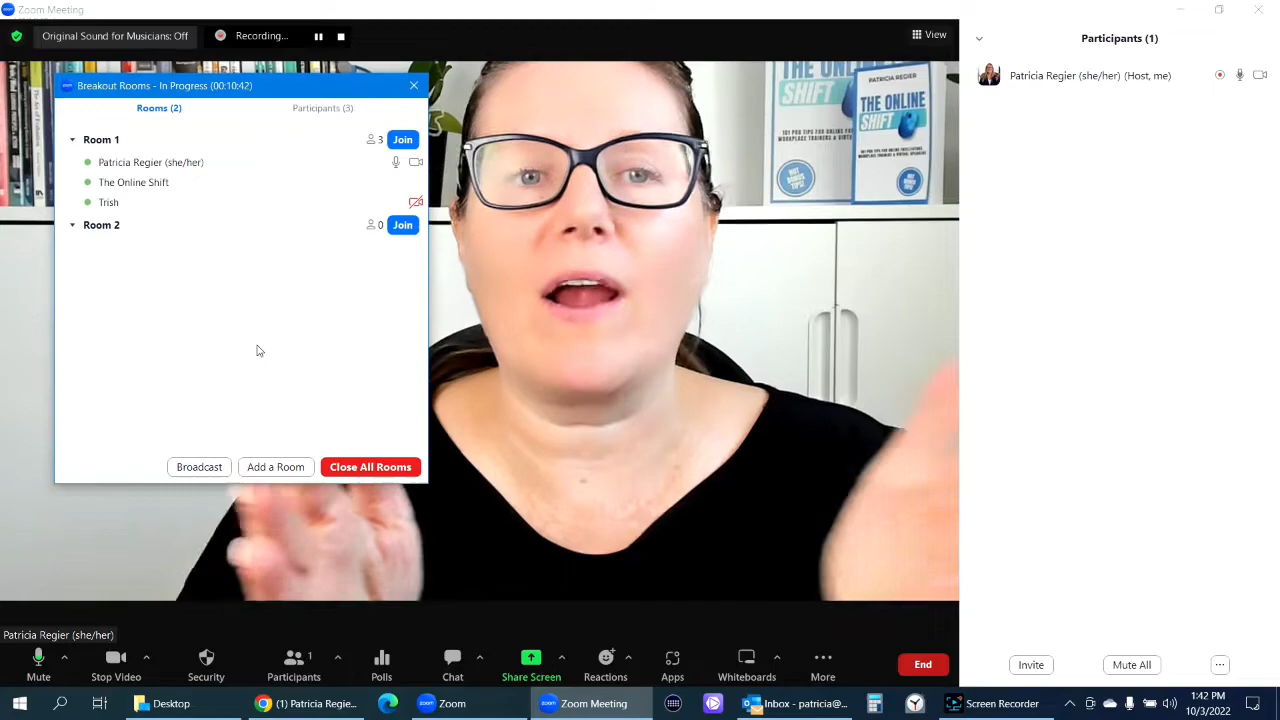 Zoom Meeting
Original Sound for Musicians: Off
Recording...
View
Participants (1)
Patricia Regier (she/her) (Host, me)
Breakout Rooms - In Progress (00:10:42)
Rooms (2)
Participants (3)
Room 1
3
Join
Patricia Regier (she/her)
The Online Shift
Trish
Room 2
0
Join
Broadcast
Add a Room
Close All Rooms
THE ONLINE
SHIFT
PATRICIA REGIER
THE ONLINE
SHIFT
Patricia Regier (she/her)
Mute
Stop Video
Security
1
Participants
Polls
Chat
Share Screen
Reactions
Apps
Whiteboards
More
End
Invite
Mute All
Desktop
(1) Patricia Regie...
Zoom
Zoom Meeting
Inbox - patricia@...
Screen Recorder
1:42 PM
10/3/2022